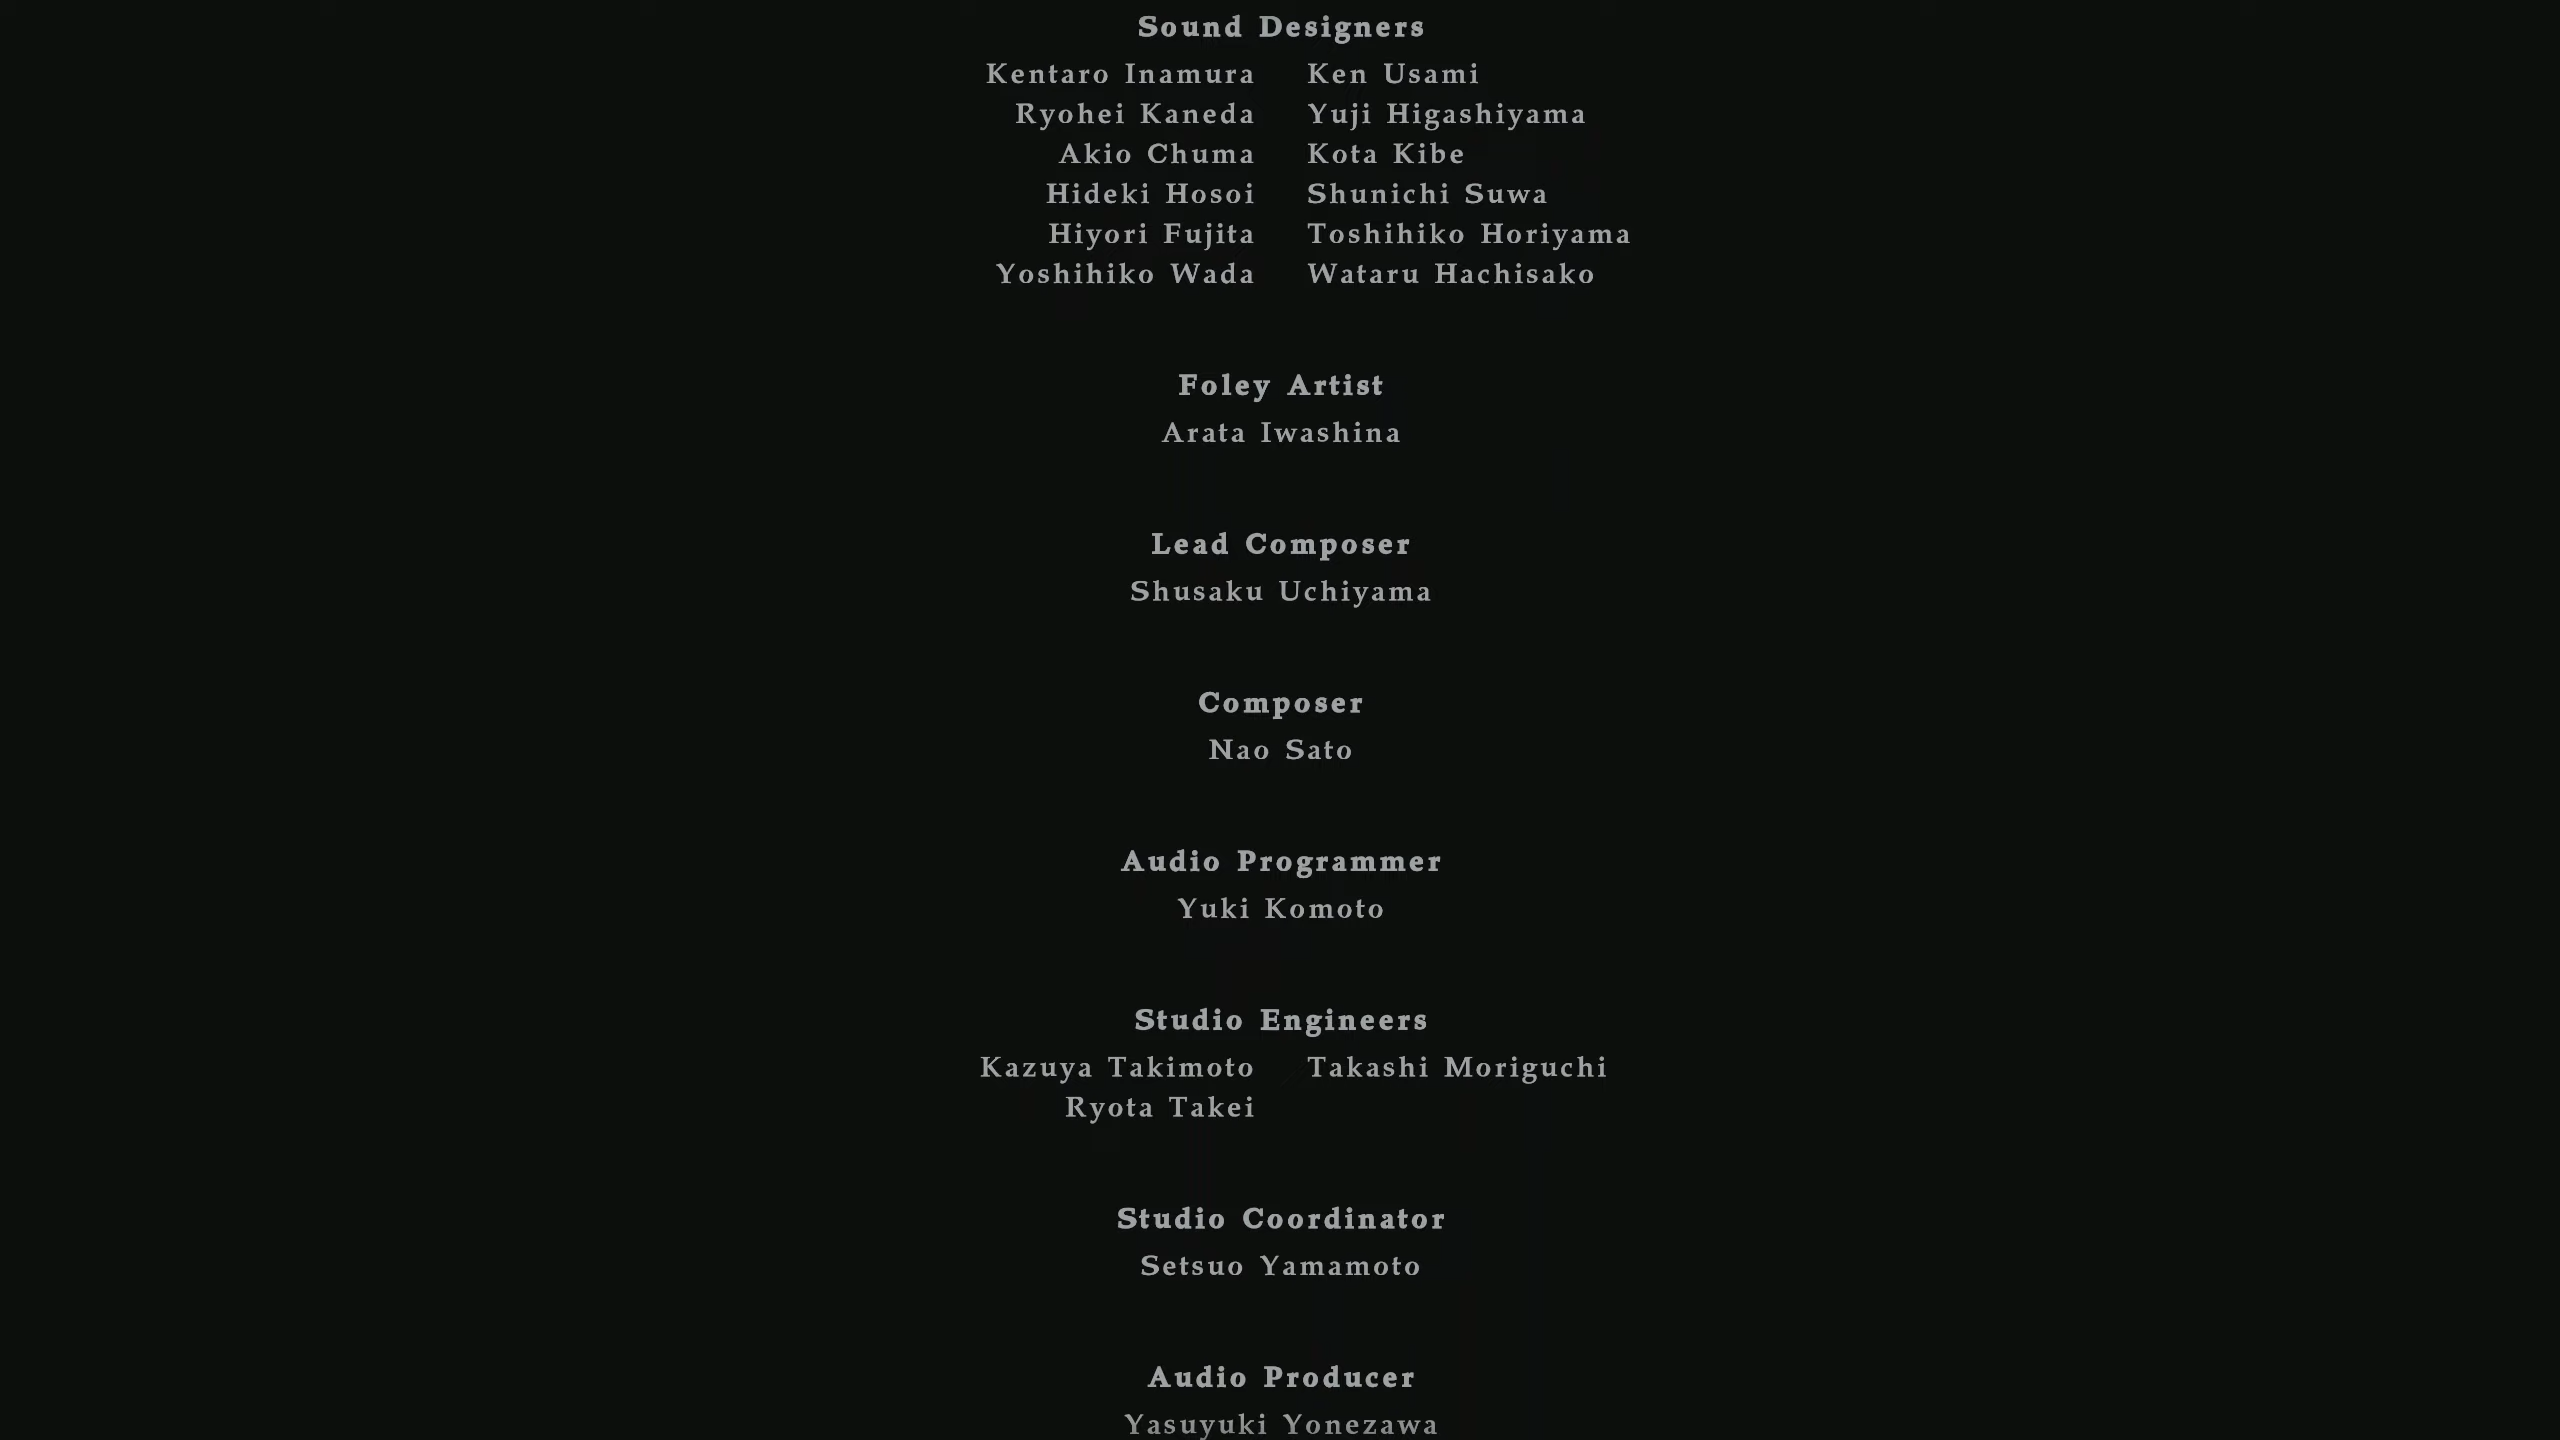 Sound Designers
Kentaro Inamura Ken Usami
Ryohei Kaneda Yuji Higashiyama
Akio Chuma Kota Kibe
Hideki Hosoi Shunichi Suwa
Hiyori Fujita Toshihiko Horiyama
Yoshihiko Wada Wataru Hachisako
Foley Artist
Arata Iwashina
Lead Composer
Shusaku Uchiyama
Composer
Nao Sato
Audio Programmer
Yuki Komoto
Studio Engineers
Kazuya Takimoto Takashi Moriguchi
Ryota Takei
Studio Coordinator
Setsuo Yamamoto
Audio Producer
Yasuyuki Yonezawa